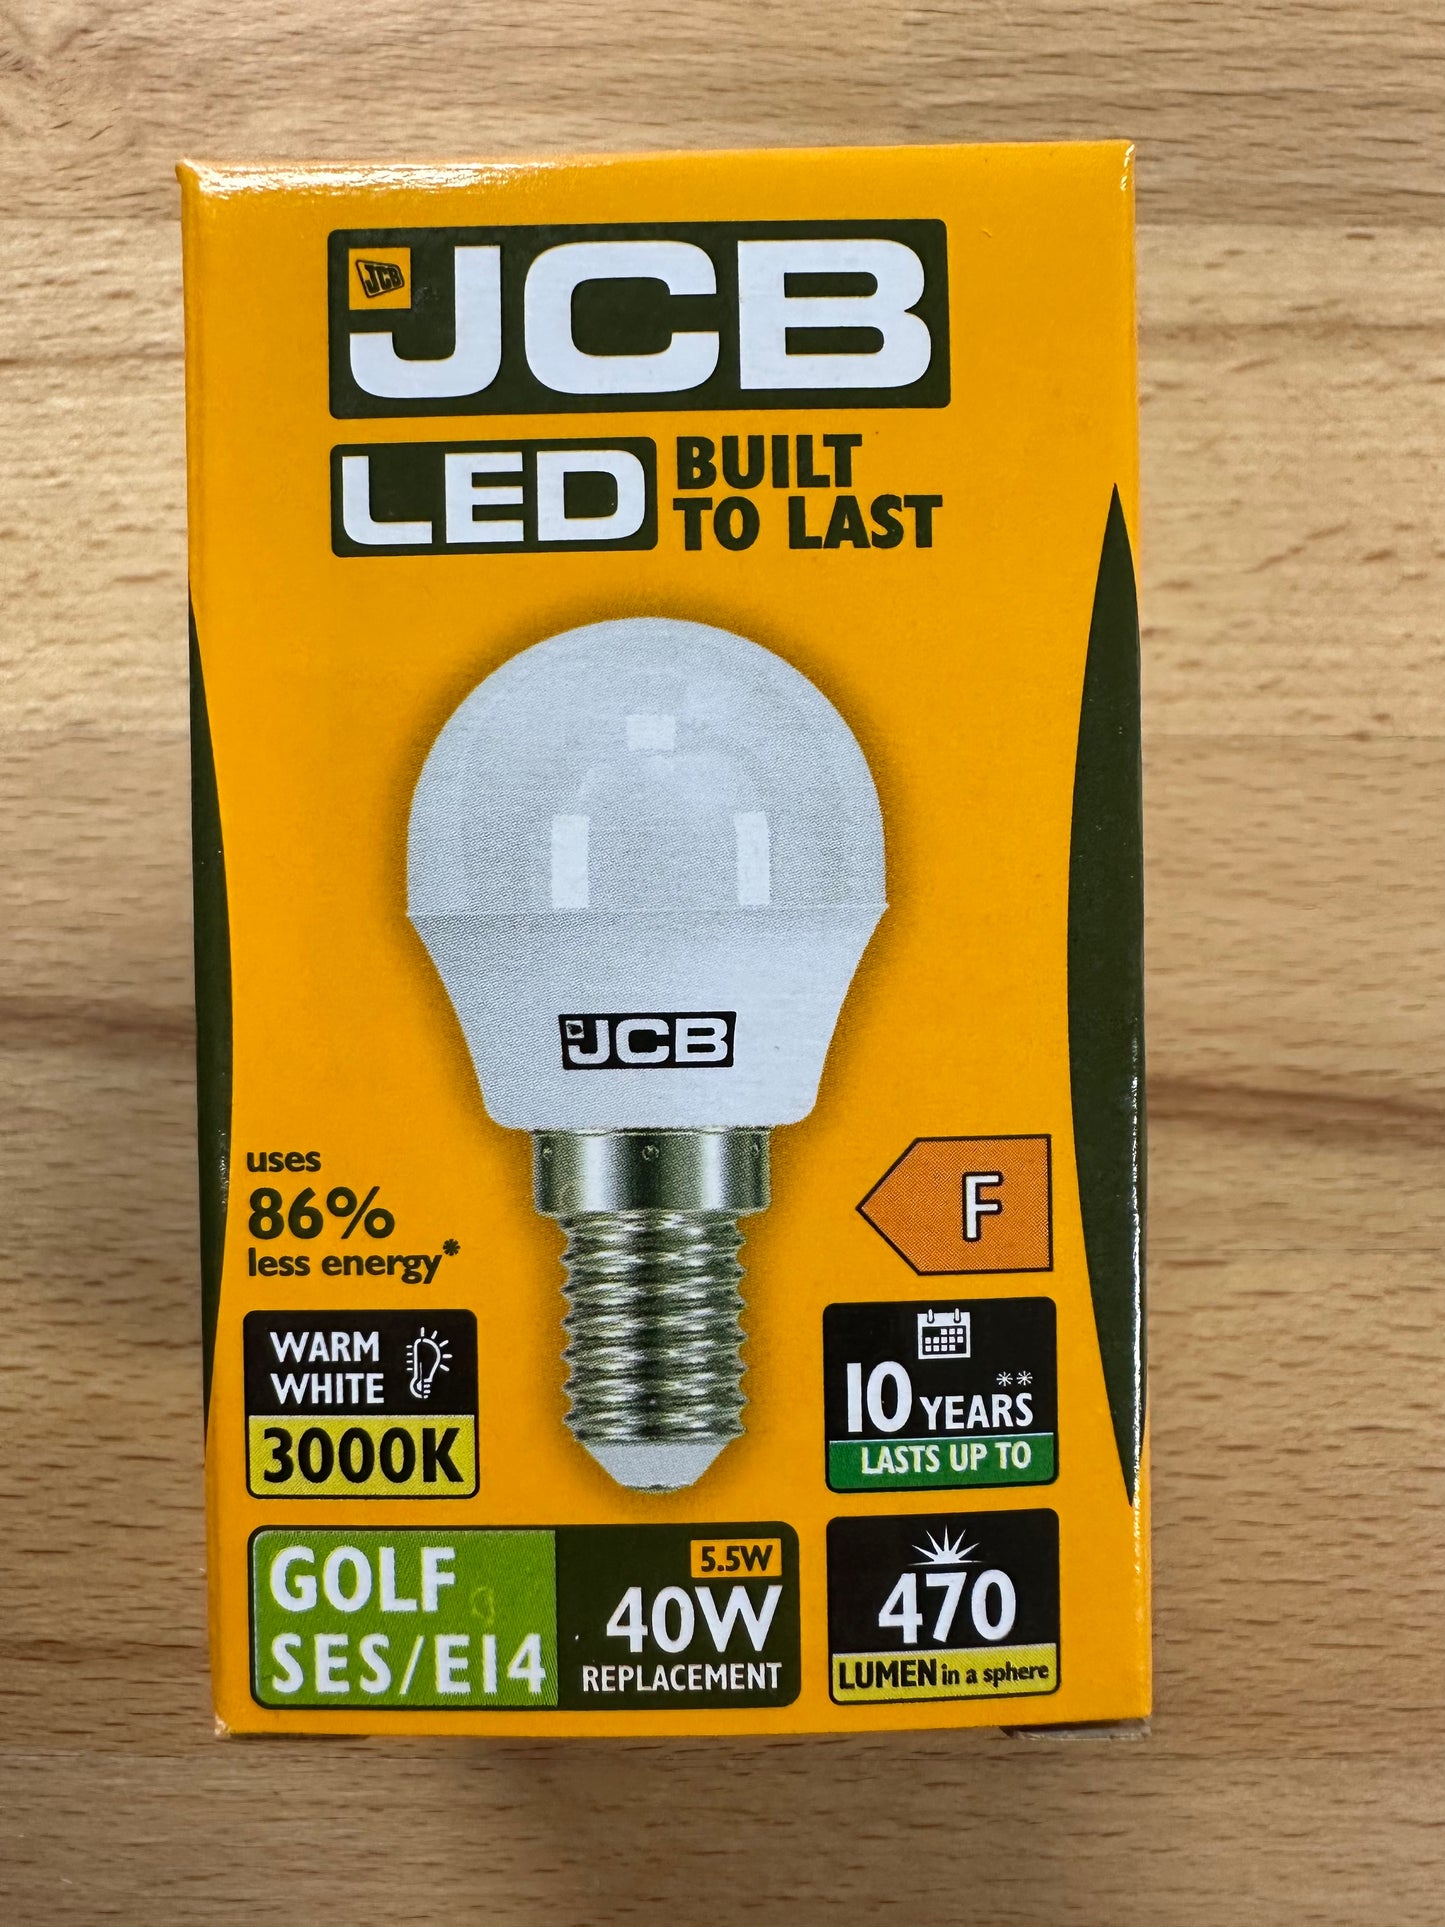 JCB
JCB
LED BUILT
TO LAST
JCB
uses
86%
less energy*
F
WARM
WHITE
3000K
10 YEARS**
LASTS UP TO
GOLF
SES/E14
5.5W
40W
REPLACEMENT
470
LUMEN in a sphere